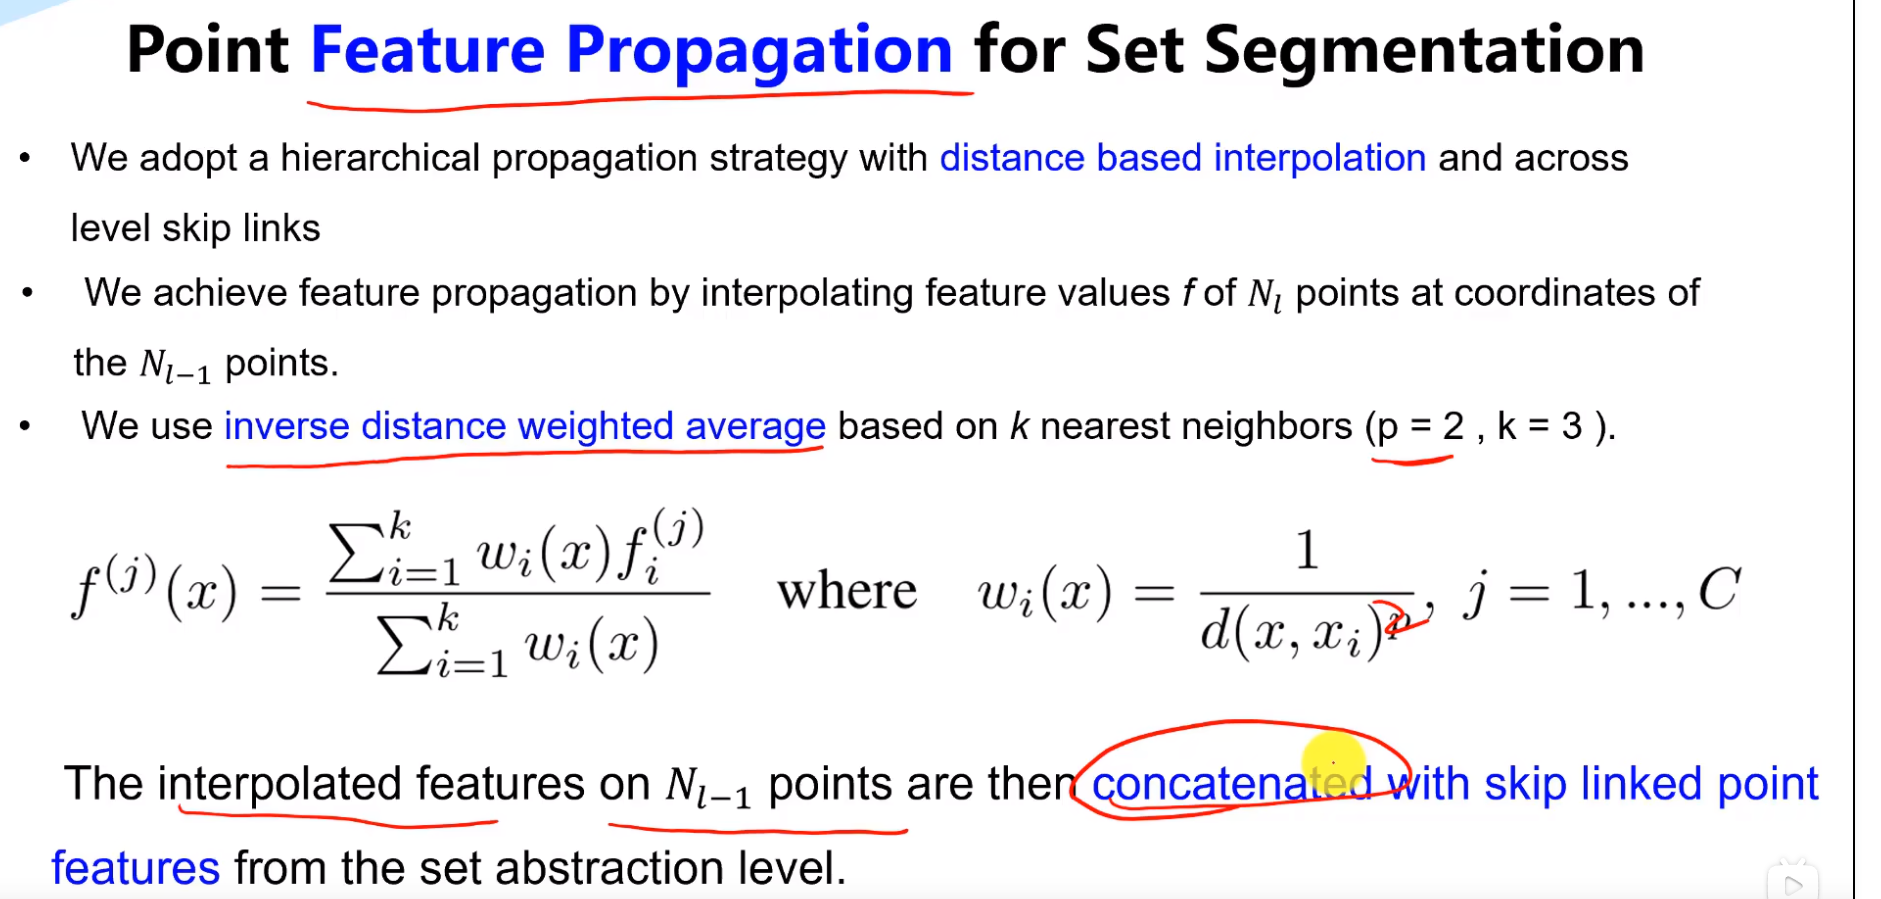 Point Feature Propagation for Set Segmentation
• We adopt a hierarchical propagation strategy with distance based interpolation and across
level skip links
• We achieve feature propagation by interpolating feature values f of N_l points at coordinates of
the N_{l−1} points.
• We use inverse distance weighted average based on k nearest neighbors (p = 2 , k = 3 ).
f^{(j)}(x) = \frac{\sum_{i=1}^{k} w_i(x) f_i^{(j)}}{\sum_{i=1}^{k} w_i(x)} where w_i(x) = \frac{1}{d(x, x_i)^p}, j = 1, ..., C
2
The interpolated features on N_{l−1} points are then concatenated with skip linked point
features from the set abstraction level.